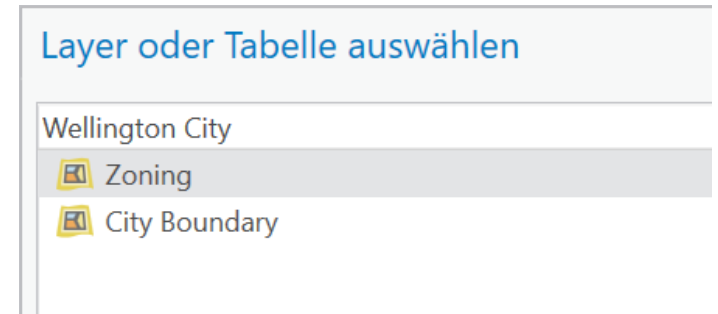 Layer oder Tabelle auswählen
Wellington City
Zoning
City Boundary